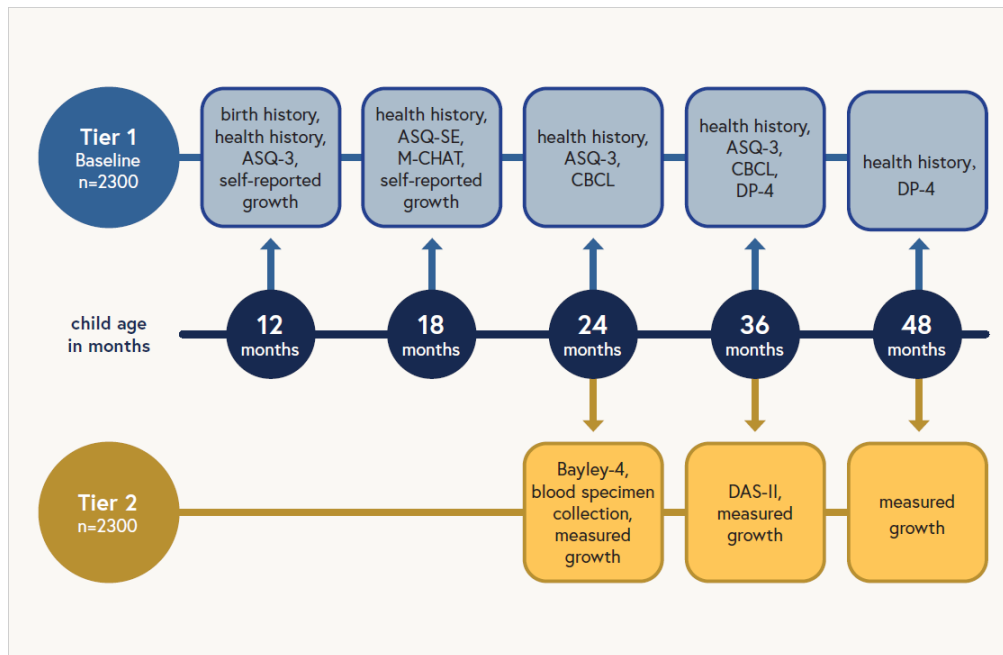 Tier 1
Baseline
n=2300
birth history,
health history,
ASQ-3,
self-reported
growth
health history,
ASQ-SE,
M-CHAT,
self-reported
growth
health history,
ASQ-3,
CBCL
health history,
ASQ-3,
CBCL,
DP-4
health history,
DP-4
child age
in months
12
months
18
months
24
months
36
months
48
months
Tier 2
n=2300
Bayley-4,
blood specimen
collection,
measured
growth
DAS-II,
measured
growth
measured
growth